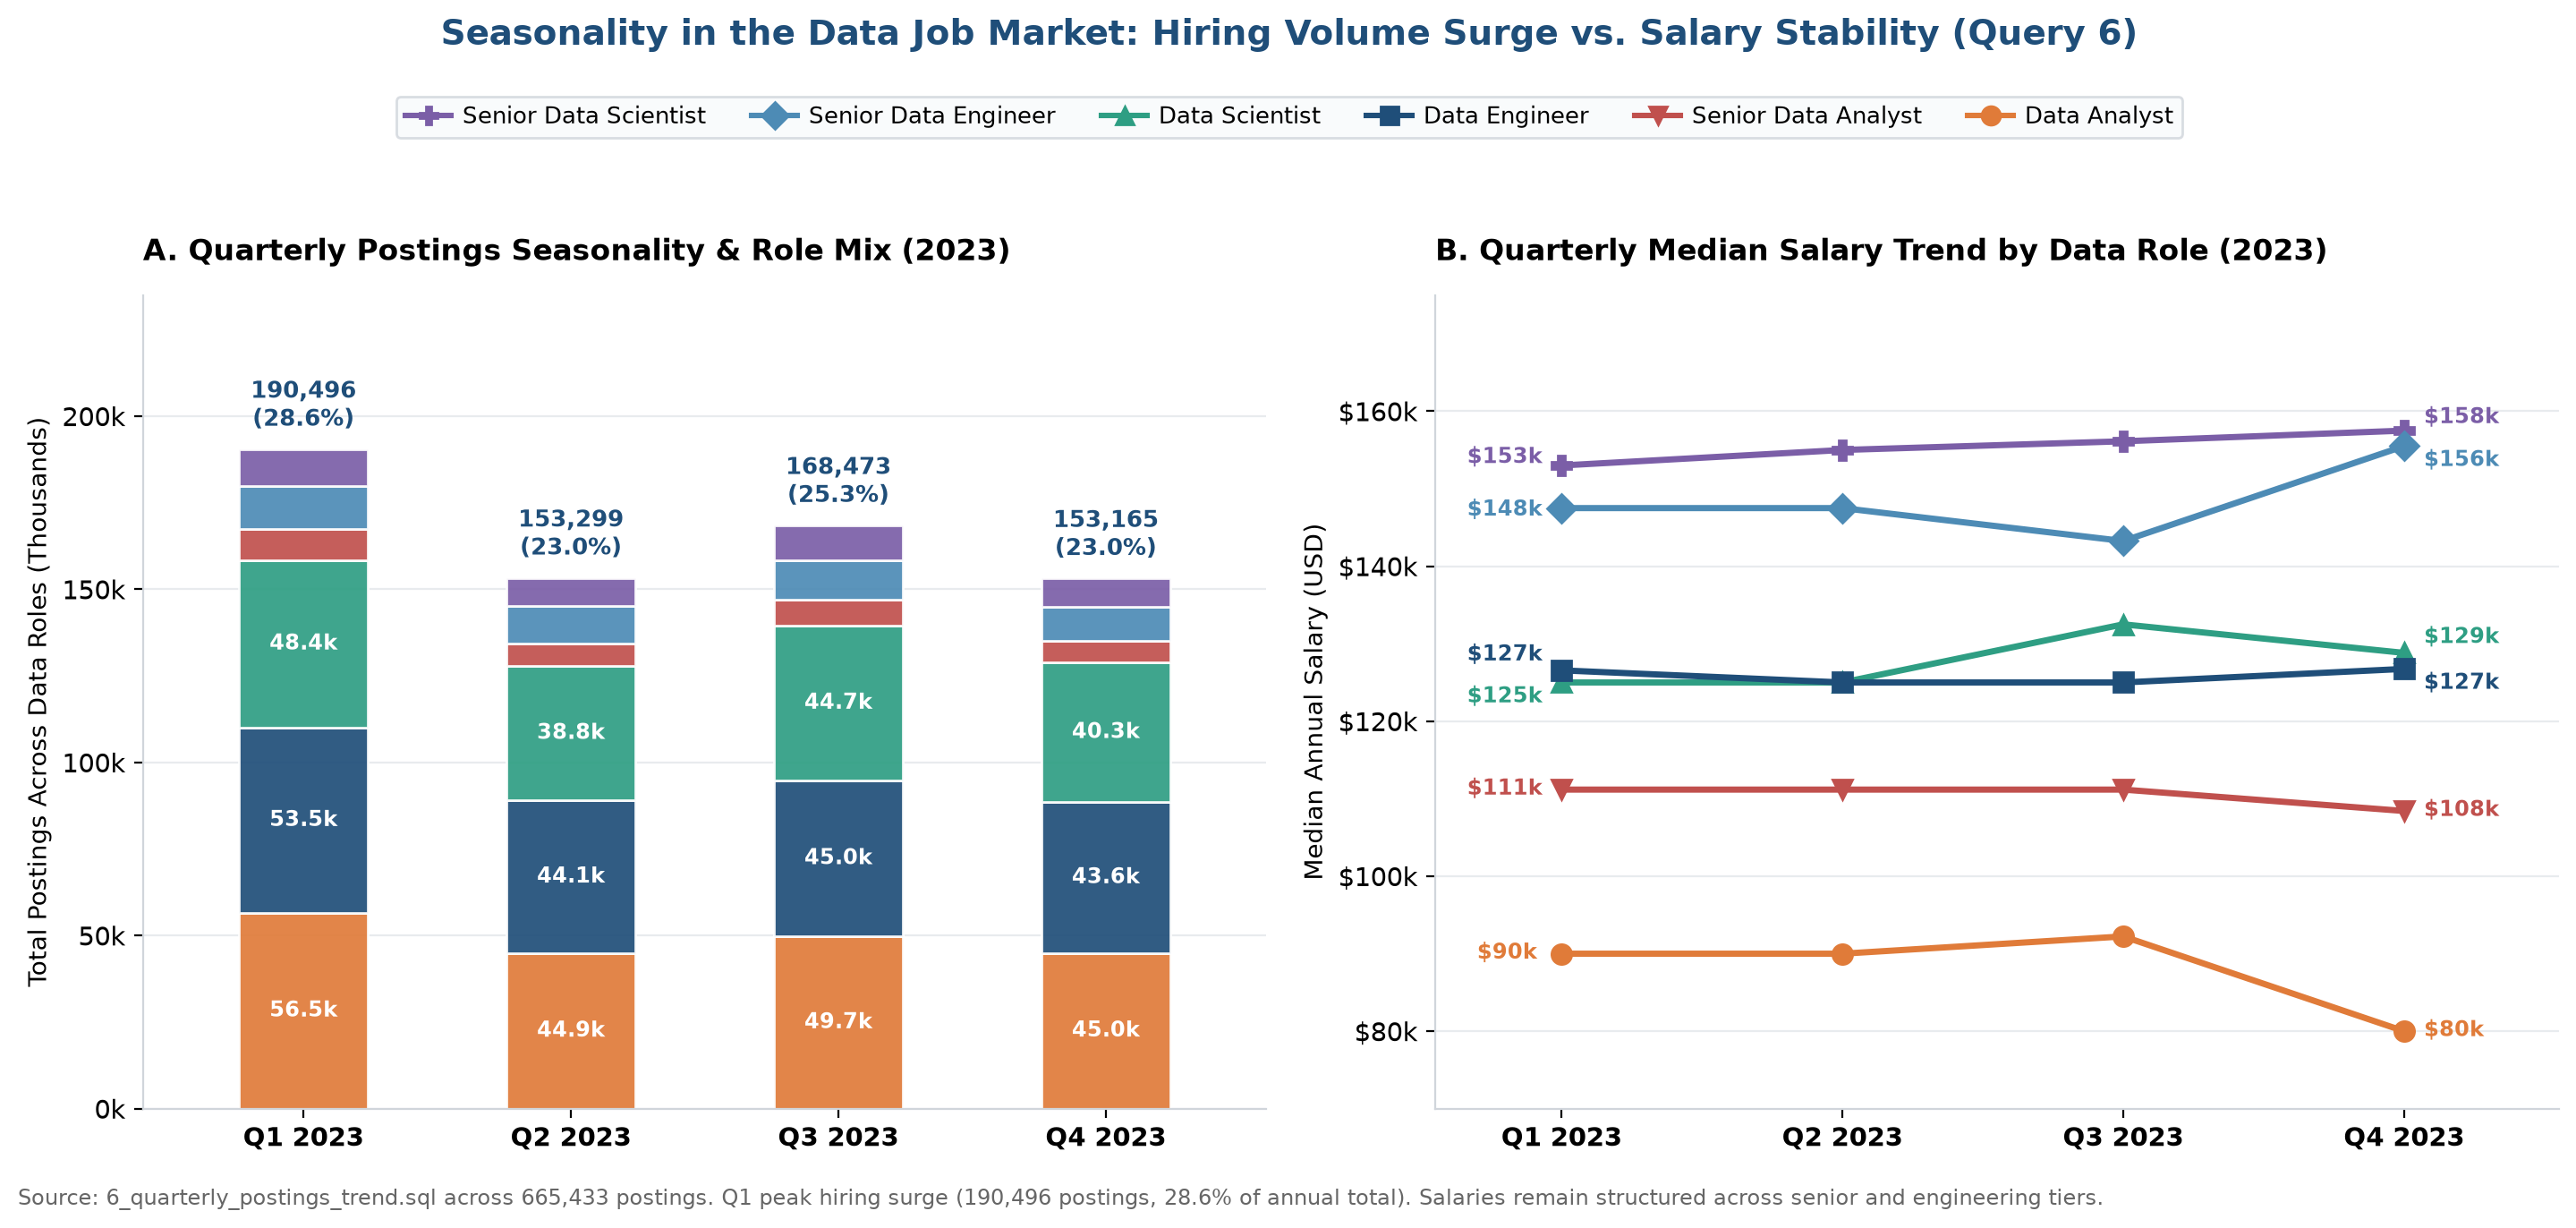 Seasonality in the Data Job Market: Hiring Volume Surge vs. Salary Stability (Query 6)
Senior Data Scientist
Senior Data Engineer
Data Scientist
Data Engineer
Senior Data Analyst
Data Analyst
A. Quarterly Postings Seasonality & Role Mix (2023)
Total Postings Across Data Roles (Thousands)
200k
150k
100k
50k
0k
190,496
(28.6%)
48.4k
53.5k
56.5k
153,299
(23.0%)
38.8k
44.1k
44.9k
168,473
(25.3%)
44.7k
45.0k
49.7k
153,165
(23.0%)
40.3k
43.6k
45.0k
Q1 2023
Q2 2023
Q3 2023
Q4 2023
B. Quarterly Median Salary Trend by Data Role (2023)
Median Annual Salary (USD)
$160k
$140k
$120k
$100k
$80k
$153k
$148k
$127k
$125k
$111k
$90k
$158k
$156k
$129k
$127k
$108k
$80k
Q1 2023
Q2 2023
Q3 2023
Q4 2023
Source: 6_quarterly_postings_trend.sql across 665,433 postings. Q1 peak hiring surge (190,496 postings, 28.6% of annual total). Salaries remain structured across senior and engineering tiers.